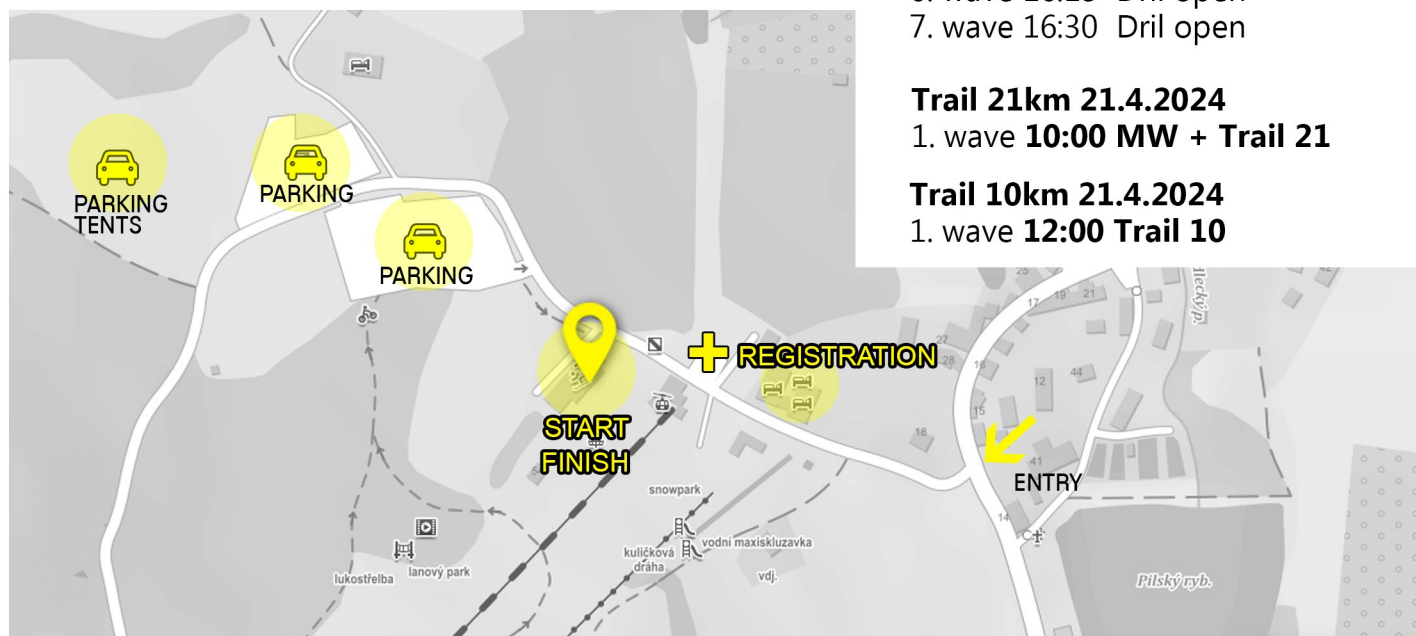 7. wave 16:30 Dril open
Trail 21km 21.4.2024
1. wave 10:00 MW + Trail 21
Trail 10km 21.4.2024
1. wave 12:00 Trail 10
PARKING
TENTS
PARKING
PARKING
REGISTRATION
START
FINISH
ENTRY
snowpark
kuličková
dráha
vodní maxiskluzavka
vdj.
lukostřelba
lanový park
Pilský ryb.
17
19
21
27
28
16
12
44
15
18
41
14